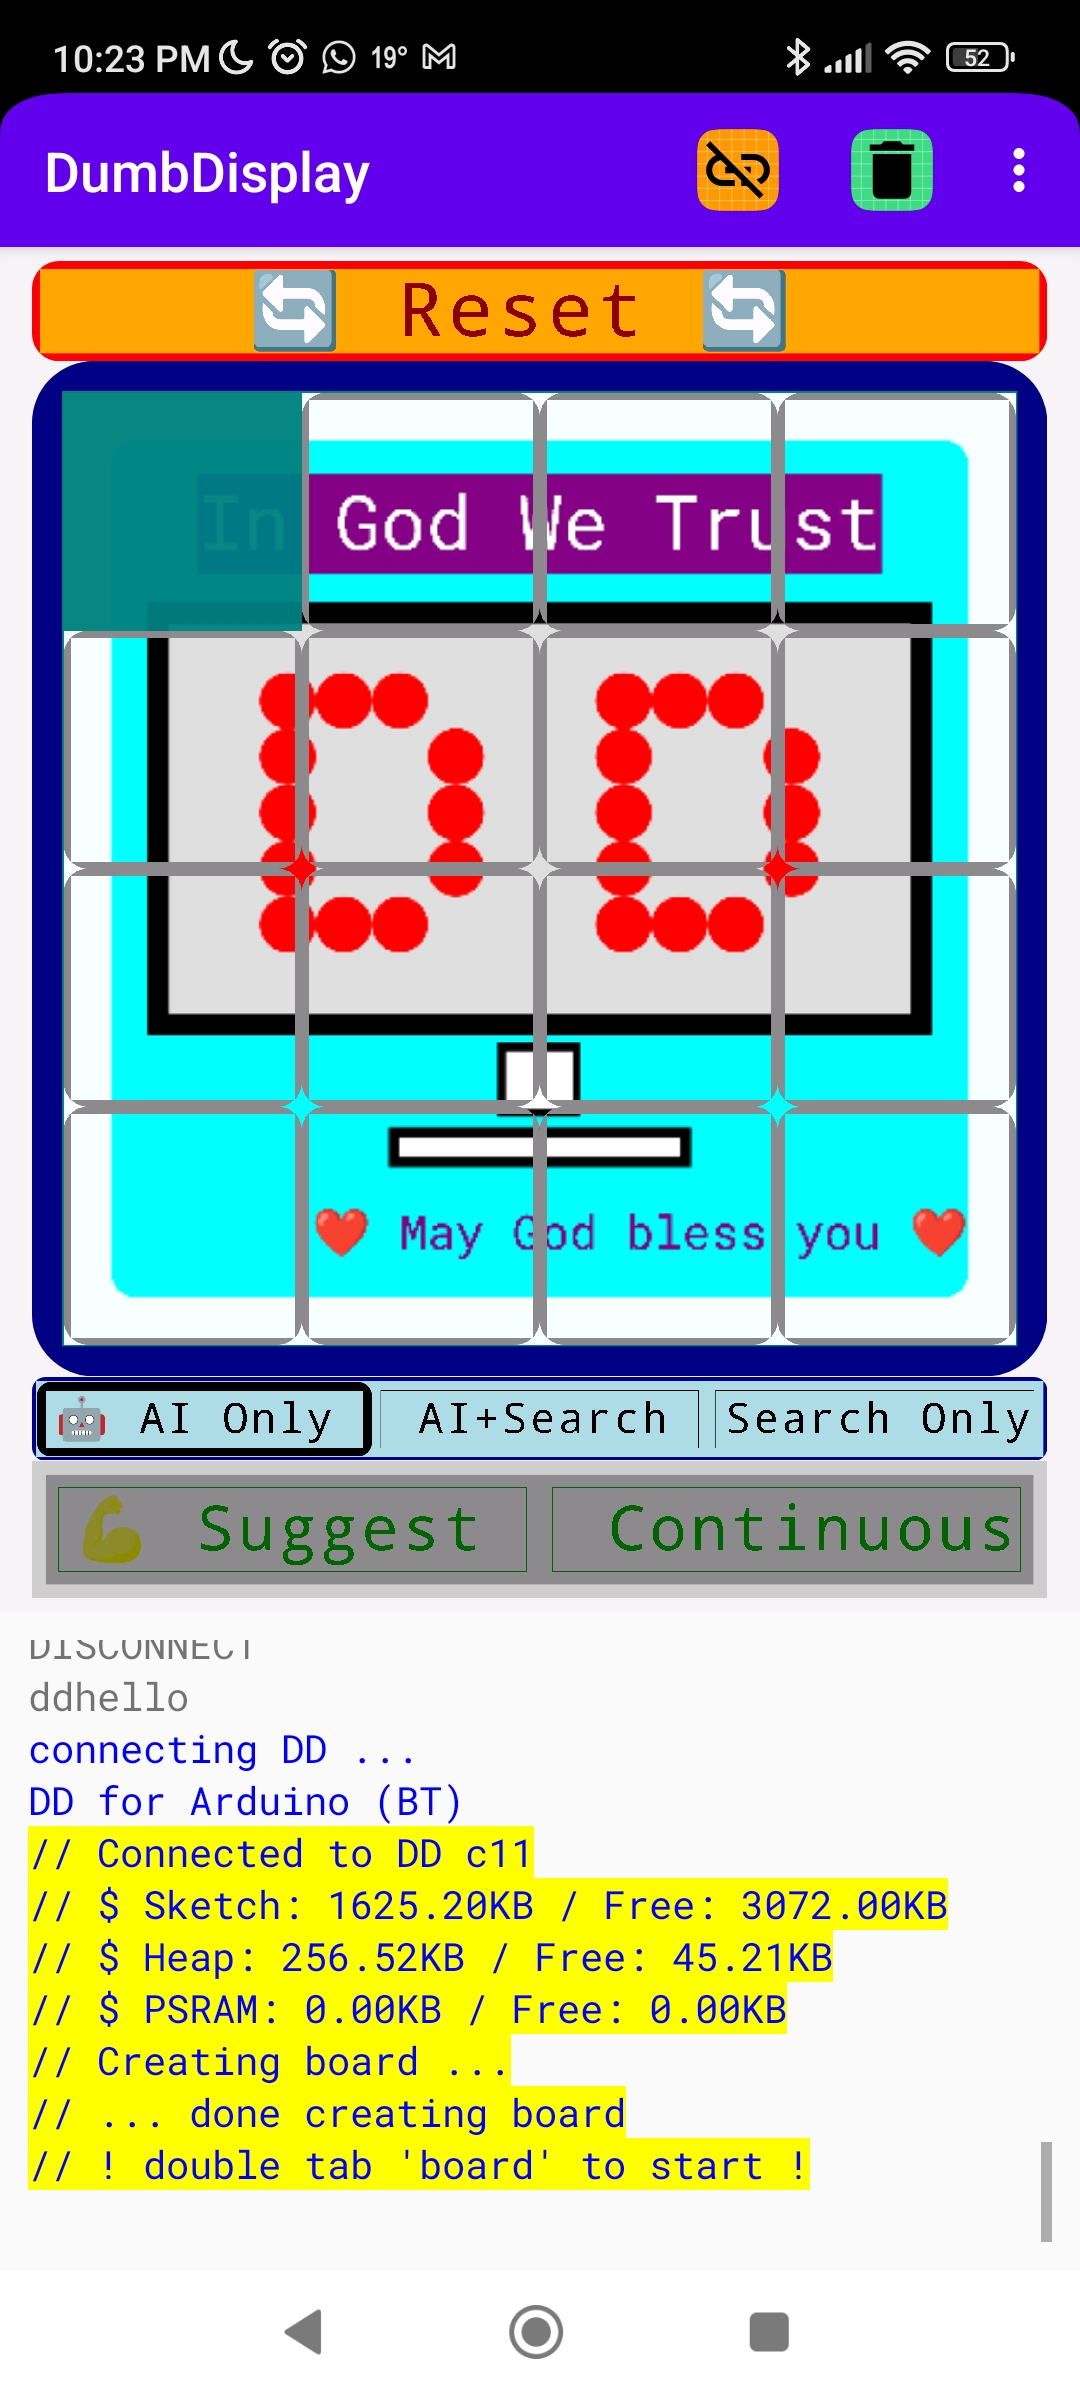 10:23 PM 19° 52
DumbDisplay
Reset
In God We Trust
May God bless you
AI Only AI+Search Search Only
Suggest Continuous
DISCONNECT
ddhello
connecting DD ...
DD for Arduino (BT)
// Connected to DD c11
// $ Sketch: 1625.20KB / Free: 3072.00KB
// $ Heap: 256.52KB / Free: 45.21KB
// $ PSRAM: 0.00KB / Free: 0.00KB
// Creating board ...
// ... done creating board
// ! double tab 'board' to start !